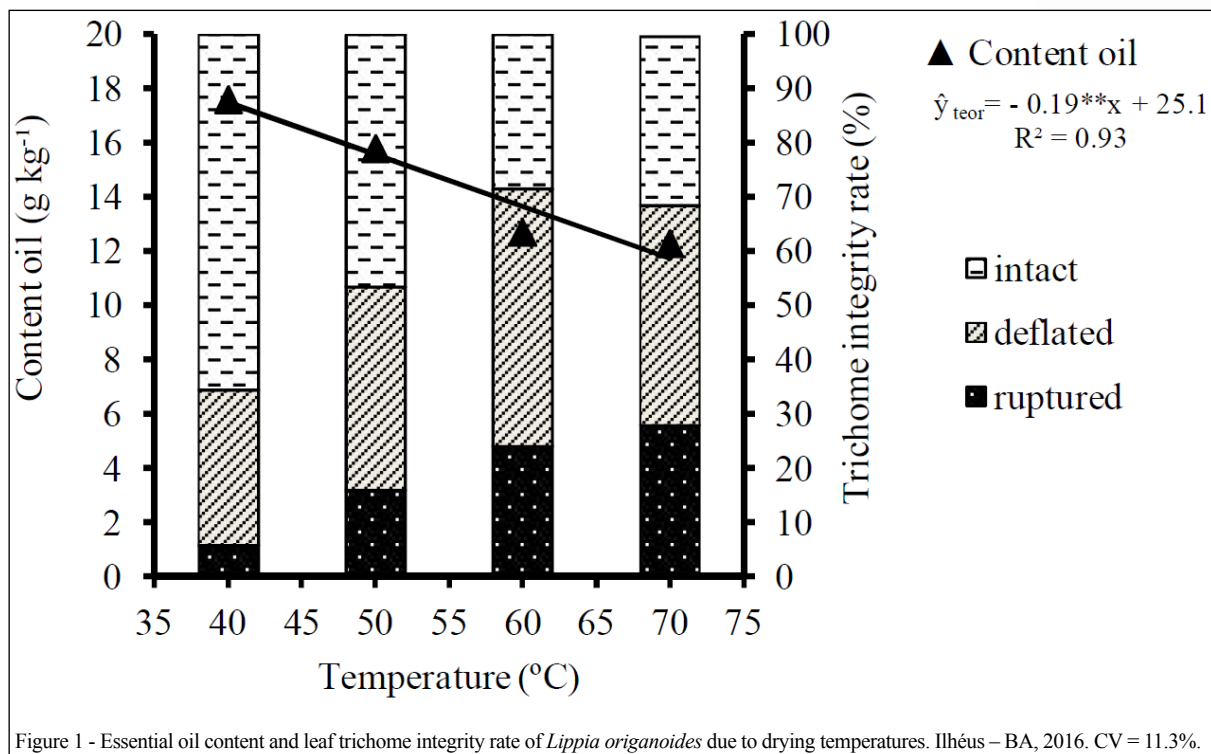 20
18
16
14
12
10
8
6
4
2
0
Content oil (g kg⁻¹)
100
90
80
70
60
50
40
30
20
10
0
Trichome integrity rate (%)
35 40 45 50 55 60 65 70 75
Temperature (ºC)
Content oil
ŷ teor = - 0.19**x + 25.1
R² = 0.93
intact
deflated
ruptured
Figure 1 - Essential oil content and leaf trichome integrity rate of Lippia origanoides due to drying temperatures. Ilhéus – BA, 2016. CV = 11.3%.